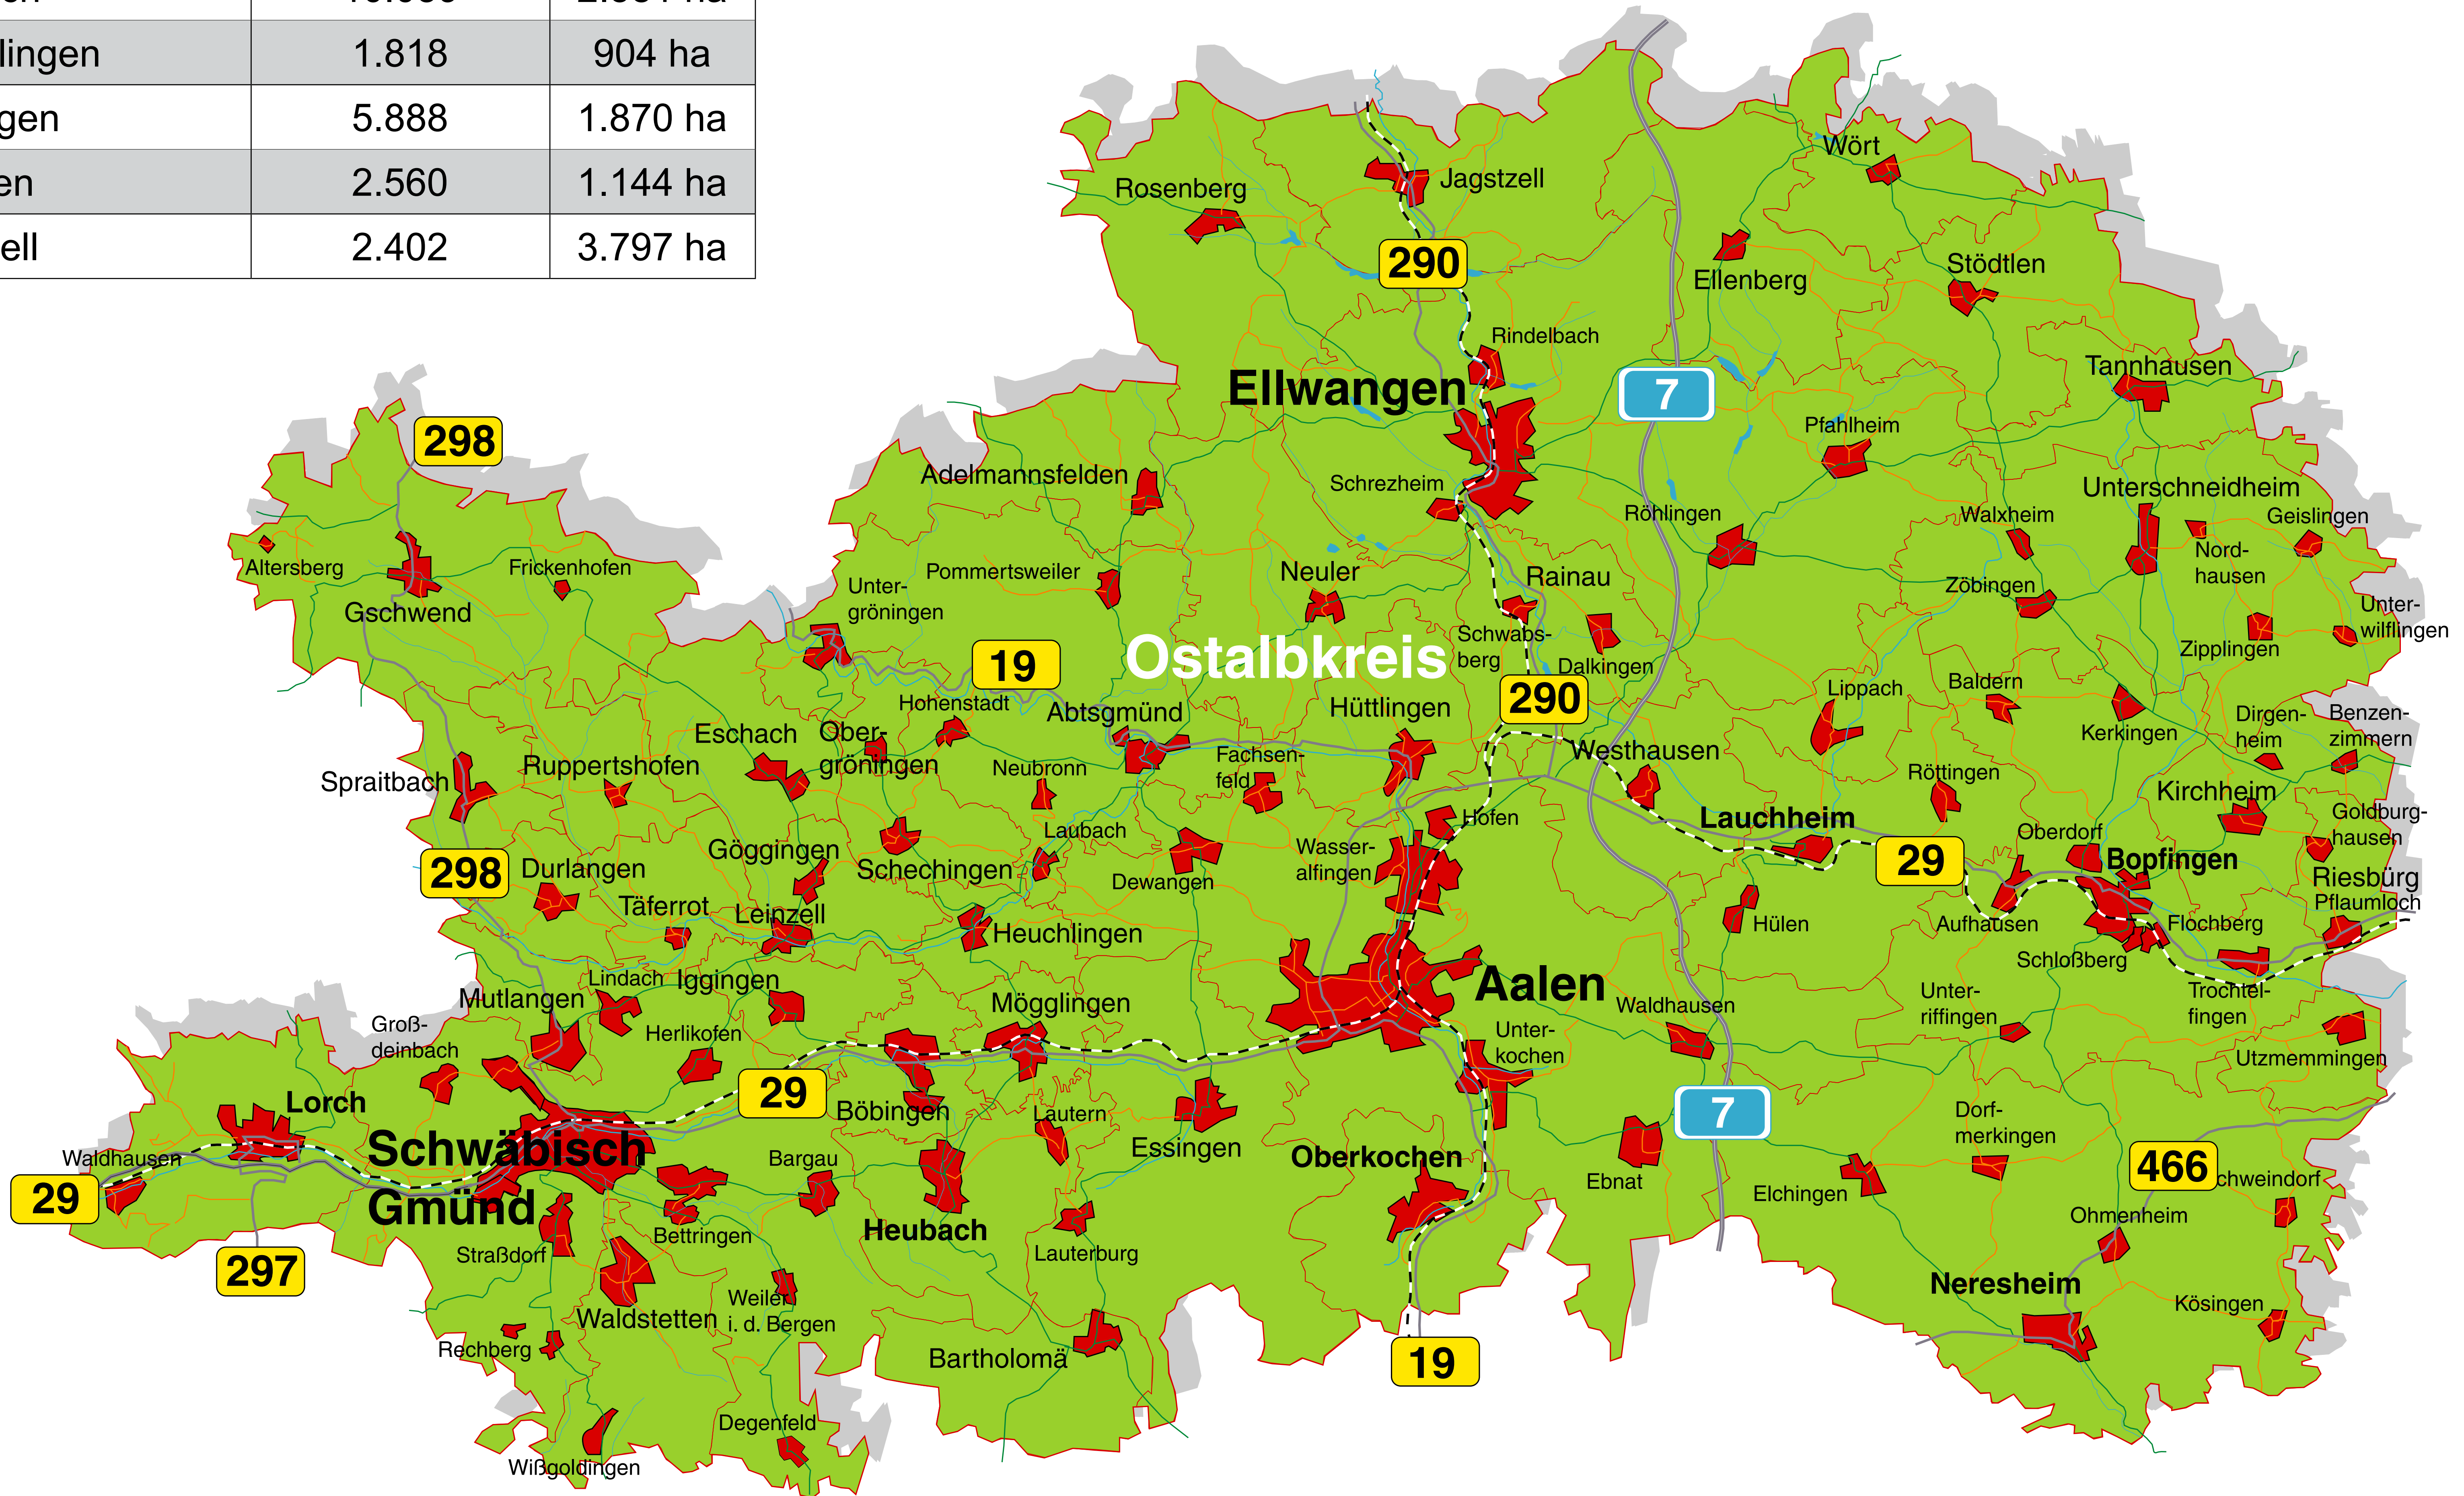 lingen 1.818 904 ha
gen 5.888 1.870 ha
en 2.560 1.144 ha
ell 2.402 3.797 ha
Wört
Rosenberg
Jagstzell
290
Ellenberg
Stödtlen
Rindelbach
Tannhausen
Ellwangen
7
Pfahlheim
298
Adelmannsfelden
Schrezheim
Unterschneidheim
Röhlingen
Walxheim
Geislingen
Nord-
hausen
Altersberg
Frickenhofen
Pommertsweiler
Neuler
Rainau
Zöbingen
Unter-
gröningen
Gschwend
Unter-
wilflingen
Schwabs-
berg
Zipplingen
Ostalbkreis
19
Dalkingen
290
Lippach
Baldern
Hohenstadt
Abtsgmünd
Hüttlingen
Kerkingen
Dirgen-
heim
Benzen-
zimmern
Eschach
Ober-
gröningen
Westhausen
Fachsen-
feld
Neubronn
Ruppertshofen
Spraitbach
Röttingen
Kirchheim
Lauchheim
Hofen
Goldburg-
hausen
Laubach
Oberdorf
Göggingen
Wasser-
alfingen
Bopfingen
29
298
Durlangen
Schechingen
Dewangen
Riesbürg
Pflaumloch
Täferrot
Leinzell
Heuchlingen
Hülen
Aufhausen
Flochberg
Schloßberg
Lindach
Iggingen
Aalen
Mutlangen
Mögglingen
Waldhausen
Unter-
riffingen
Trochtel-
fingen
Groß-
deinbach
Herlikofen
Unter-
kochen
Utzmemmingen
29
Lorch
Böbingen
Lautern
7
Dorf-
merkingen
Schwäbisch
Gmünd
Essingen
Oberkochen
Waldhausen
29
Bargau
Ebnat
Elchingen
466
chweindorf
Heubach
Ohmenheim
Bettringen
Straßdorf
Lauterburg
297
Neresheim
Weiler
i. d. Bergen
Kösingen
Waldstetten
Rechberg
Bartholomä
19
Degenfeld
Wißgoldingen